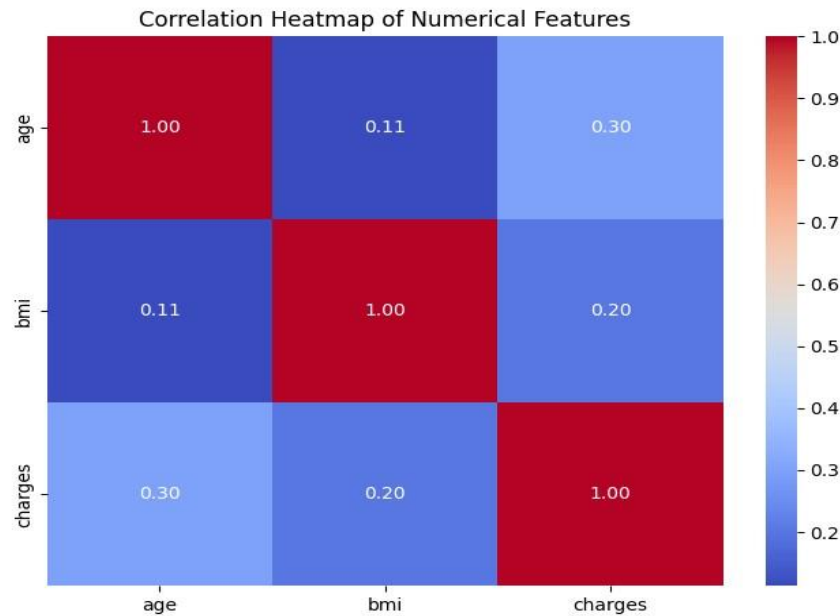 Correlation Heatmap of Numerical Features
age 1.00 0.11 0.30
bmi 0.11 1.00 0.20
charges 0.30 0.20 1.00
age bmi charges
1.0
0.9
0.8
0.7
0.6
0.5
0.4
0.3
0.2